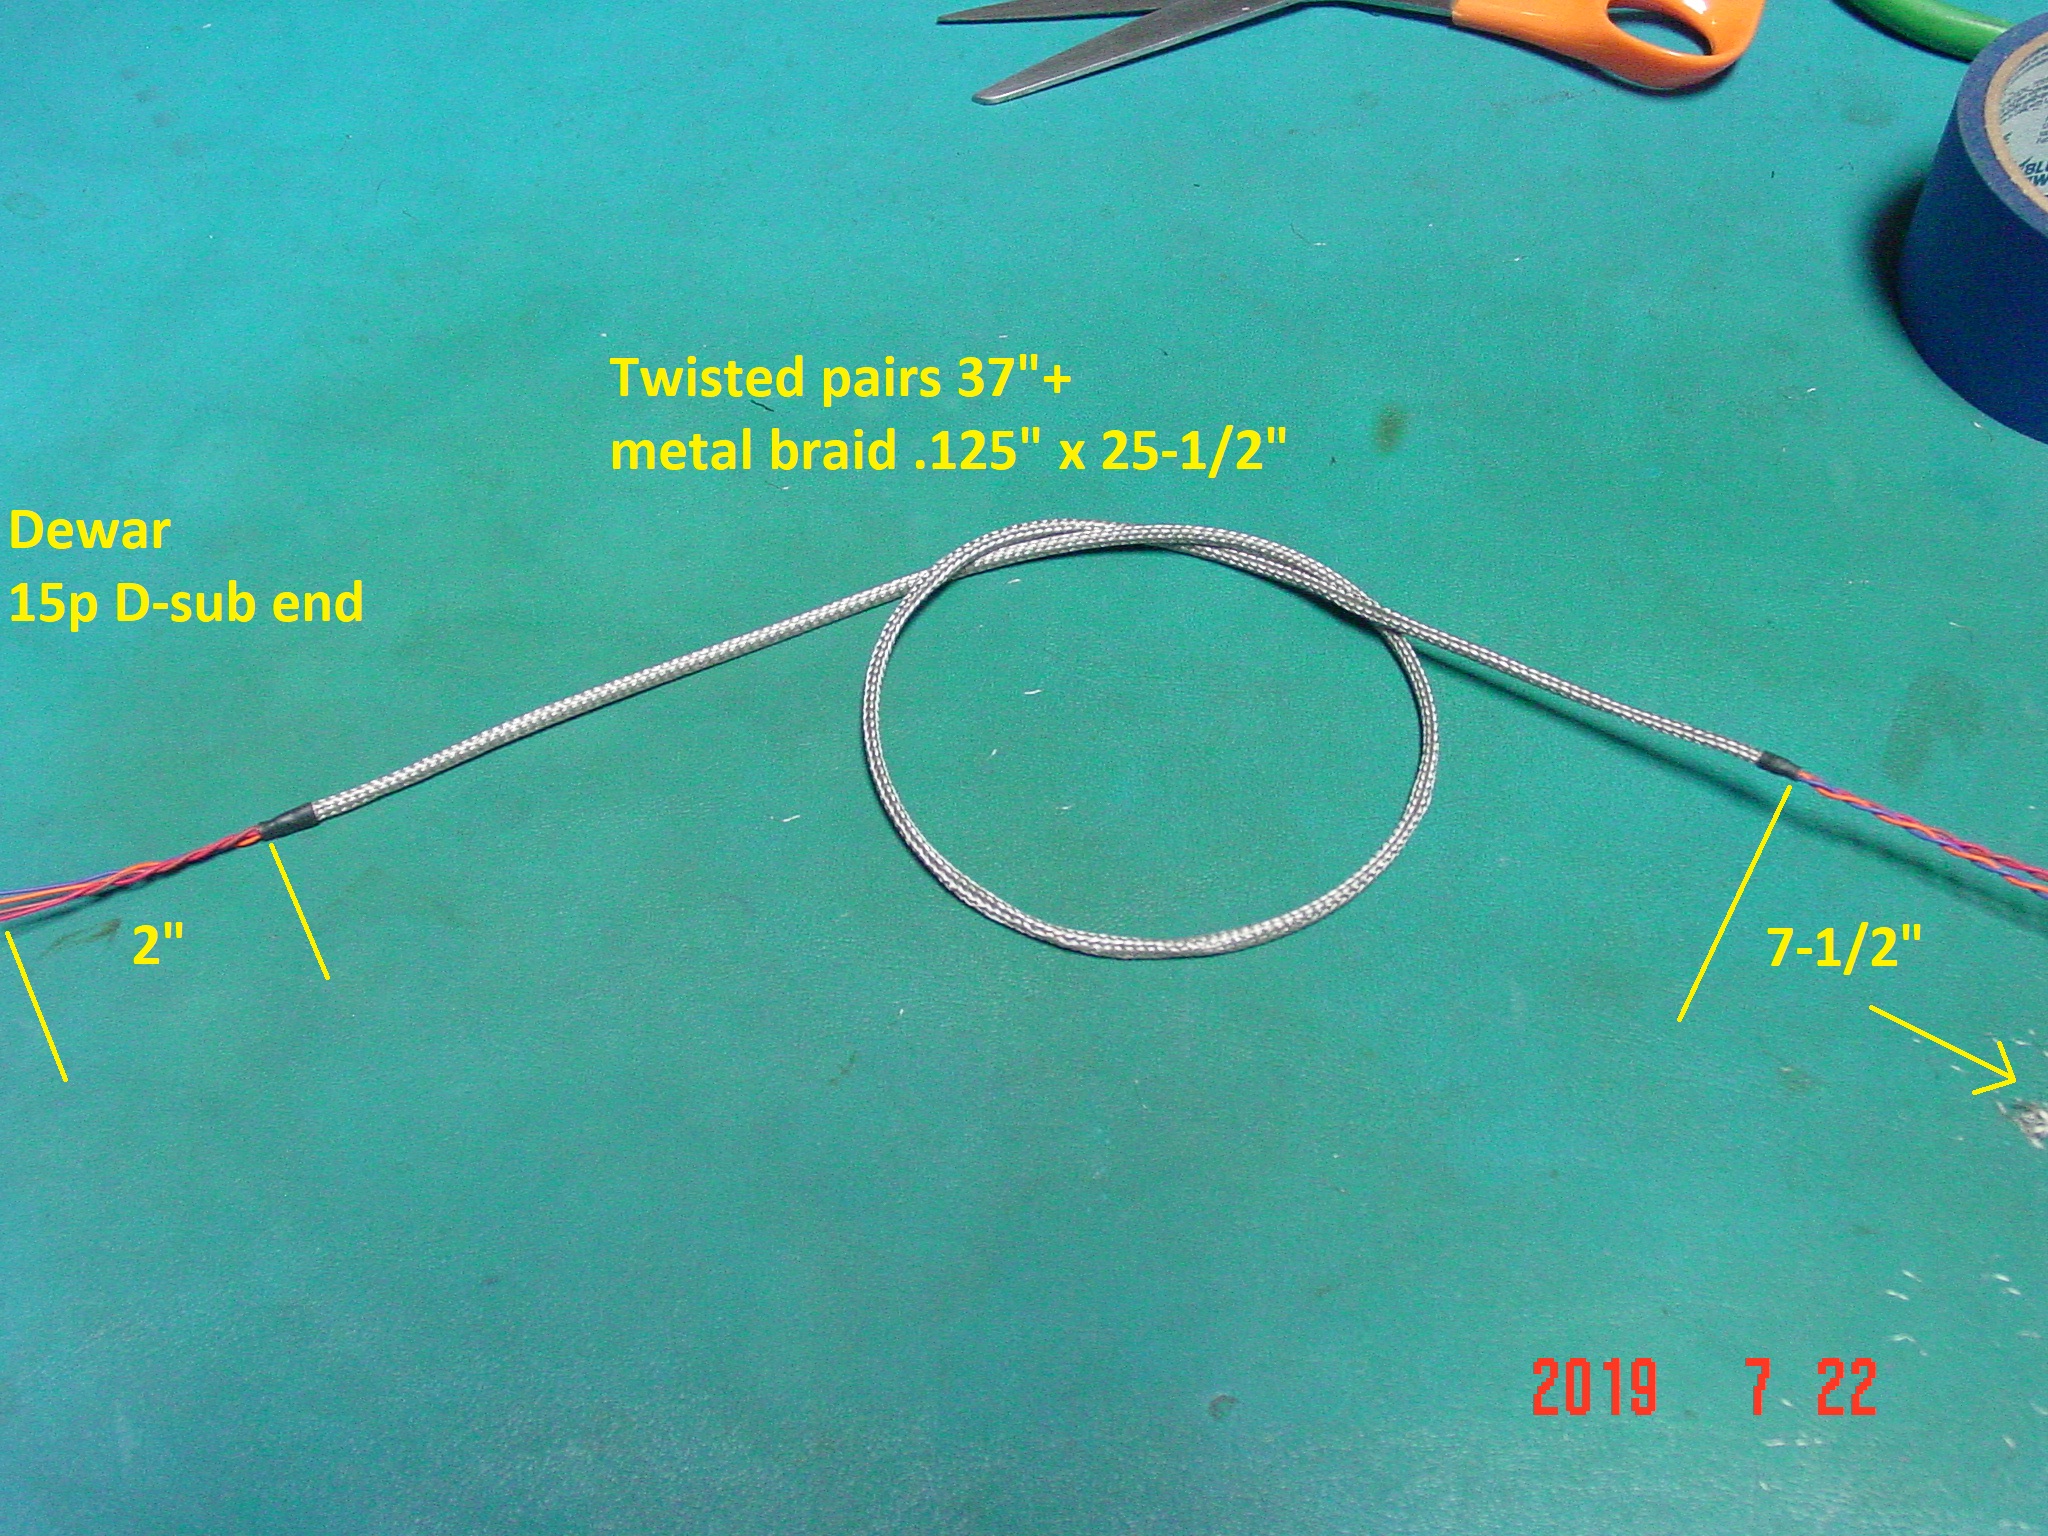 Twisted pairs 37"+
metal braid .125" x 25-1/2"
Dewar
15p D-sub end
2"
7-1/2"
2019 7 22